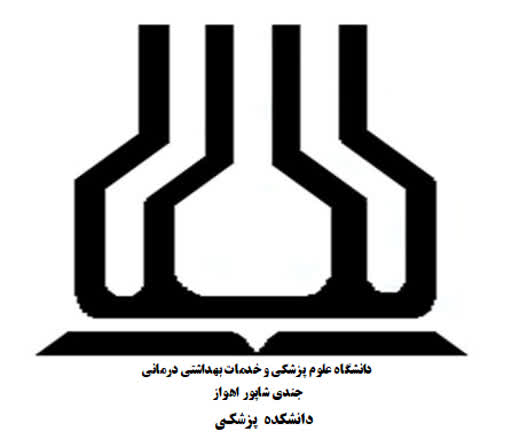 دانشگاه علوم پزشکی و خدمات بهداشتی درمانی
جندی شاپور اهواز
دانشکده پزشکی